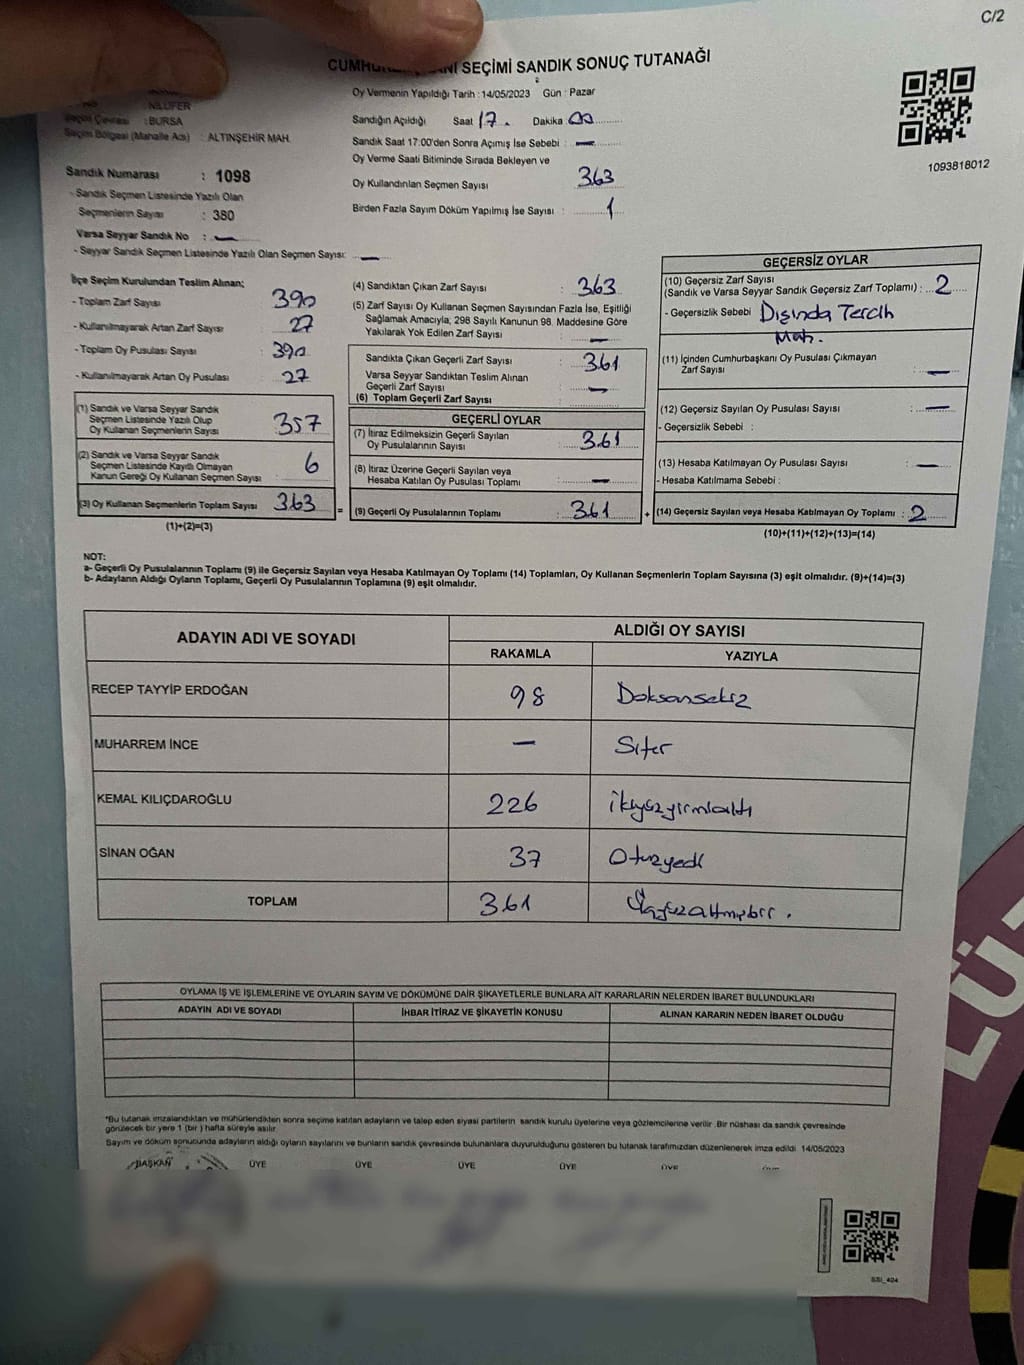 C/2
SEÇİMİ SANDIK SONUÇ TUTANAĞI
Oy Vermenin Yapıldığı Tarih : 14/05/2023 Gün : Pazar
NİLÜFER
Seçim Çevresi : BURSA
Seçim Bölgesi (Mahalle Adı) : ALTINŞEHİR MAH.
Sandığın Açıldığı Saat 17. Dakika 00
Sandık Saat 17:00'den Sonra Açımış İse Sebebi : —
Oy Verme Saati Bitiminde Sırada Bekleyen ve
Oy Kullandırılan Seçmen Sayısı 363
Birden Fazla Sayım Döküm Yapılmış İse Sayısı : 1
1093818012
Sandık Numarası : 1098
- Sandık Seçmen Listesinde Yazılı Olan
Seçmenlerin Sayısı : 380
Varsa Seyyar Sandık No : —
- Seyyar Sandık Seçmen Listesinde Yazılı Olan Seçmen Sayısı: —
İlçe Seçim Kurulundan Teslim Alınan;
- Toplam Zarf Sayısı 390
- Kullanılmayarak Artan Zarf Sayısı : 27
- Toplam Oy Pusulası Sayısı : 390
- Kullanılmayarak Artan Oy Pusulası : 27
(1) Sandık ve Varsa Seyyar Sandık
Seçmen Listesinde Yazılı Olup
Oy Kullanan Seçmenlerin Sayısı 357
(2) Sandık ve Varsa Seyyar Sandık
Seçmen Listesinde Kayıtlı Olmayan
Kanun Gereği Oy Kullanan Seçmen Sayısı : 6
(3) Oy Kullanan Seçmenlerin Toplam Sayısı 363
(1)+(2)=(3)
(4) Sandıktan Çıkan Zarf Sayısı : 363
(5) Zarf Sayısı Oy Kullanan Seçmen Sayısından Fazla İse, Eşitliği
Sağlamak Amacıyla; 298 Sayılı Kanunun 98. Maddesine Göre
Yakılarak Yok Edilen Zarf Sayısı : —
Sandıkta Çıkan Geçerli Zarf Sayısı : 361
Varsa Seyyar Sandıktan Teslim Alınan
Geçerli Zarf Sayısı : —
(6) Toplam Geçerli Zarf Sayısı :
GEÇERLİ OYLAR
(7) İtiraz Edilmeksizin Geçerli Sayılan
Oy Pusulalarının Sayısı : 361
(8) İtiraz Üzerine Geçerli Sayılan veya
Hesaba Katılan Oy Pusulası Toplamı : —
= (9) Geçerli Oy Pusulalarının Toplamı : 361 +
GEÇERSİZ OYLAR
(10) Geçersiz Zarf Sayısı
(Sandık ve Varsa Seyyar Sandık Geçersiz Zarf Toplamı) : 2
- Geçersizlik Sebebi Dışında Tercih
Mah.
(11) İçinden Cumhurbaşkanı Oy Pusulası Çıkmayan
Zarf Sayısı : —
(12) Geçersiz Sayılan Oy Pusulası Sayısı : —
- Geçersizlik Sebebi :
(13) Hesaba Katılmayan Oy Pusulası Sayısı : —
- Hesaba Katılmama Sebebi :
(14) Geçersiz Sayılan veya Hesaba Katılmayan Oy Toplamı : 2
(10)+(11)+(12)+(13)=(14)
NOT:
a- Geçerli Oy Pusulalarının Toplamı (9) ile Geçersiz Sayılan veya Hesaba Katılmayan Oy Toplamı (14) Toplamları, Oy Kullanan Seçmenlerin Toplam Sayısına (3) eşit olmalıdır. (9)+(14)=(3)
b- Adayların Aldığı Oyların Toplamı, Geçerli Oy Pusulalarının Toplamına (9) eşit olmalıdır.
ADAYIN ADI VE SOYADI ALDIĞI OY SAYISI
RAKAMLA YAZIYLA
RECEP TAYYİP ERDOĞAN 98 Doksansekiz
MUHARREM İNCE — Sıfır
KEMAL KILIÇDAROĞLU 226 ikiyüzyirmialtı
SİNAN OĞAN 37 Otuzyedi
TOPLAM 361 Üçyüzaltmışbir.
OYLAMA İŞ VE İŞLEMLERİNE VE OYLARIN SAYIM VE DÖKÜMÜNE DAİR ŞİKAYETLERLE BUNLARA AİT KARARLARIN NELERDEN İBARET BULUNDUKLARI
ADAYIN ADI VE SOYADI İHBAR İTİRAZ VE ŞİKAYETİN KONUSU ALINAN KARARIN NEDEN İBARET OLDUĞU
*Bu tutanak imzalandıktan ve mühürlendikten sonra seçime katılan adayların ve talep eden siyasi partilerin sandık kurulu üyelerine veya gözlemcilerine verilir. Bir nüshası da sandık çevresinde
görülecek bir yere 1 (bir) hafta süreyle asılır.
Sayım ve döküm sonucunda adayların aldığı oyların sayılarını ve bunların sandık çevresinde bulunanlara duyurulduğunu gösteren bu tutanak tarafımızdan düzenlenerek imza edildi 14/05/2023
BAŞKAN ÜYE ÜYE ÜYE ÜYE ÜYE
SSI_404